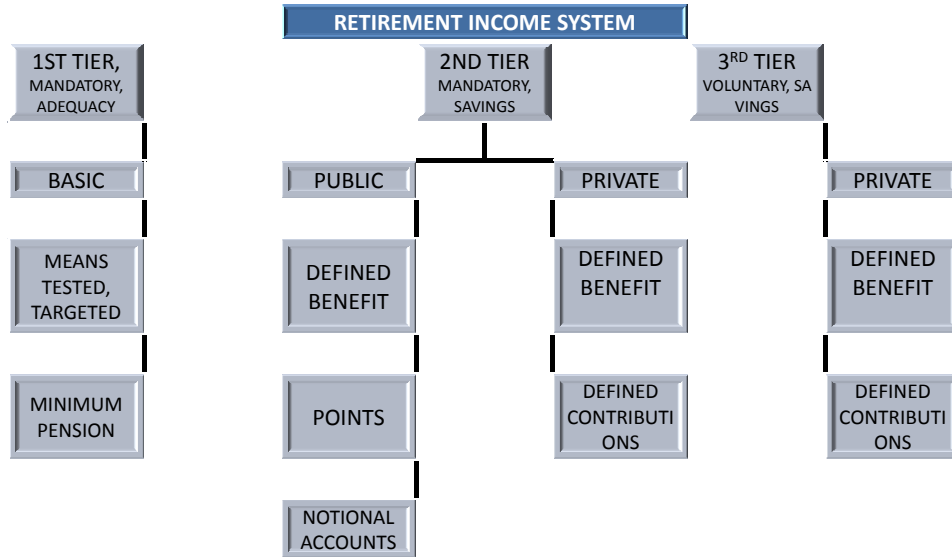 RETIREMENT INCOME SYSTEM
1ST TIER,
MANDATORY,
ADEQUACY
2ND TIER
MANDATORY,
SAVINGS
3RD TIER
VOLUNTARY, SA
VINGS
BASIC
PUBLIC
PRIVATE
PRIVATE
MEANS
TESTED,
TARGETED
DEFINED
BENEFIT
DEFINED
BENEFIT
DEFINED
BENEFIT
MINIMUM
PENSION
POINTS
DEFINED
CONTRIBUTI
ONS
DEFINED
CONTRIBUTI
ONS
NOTIONAL
ACCOUNTS